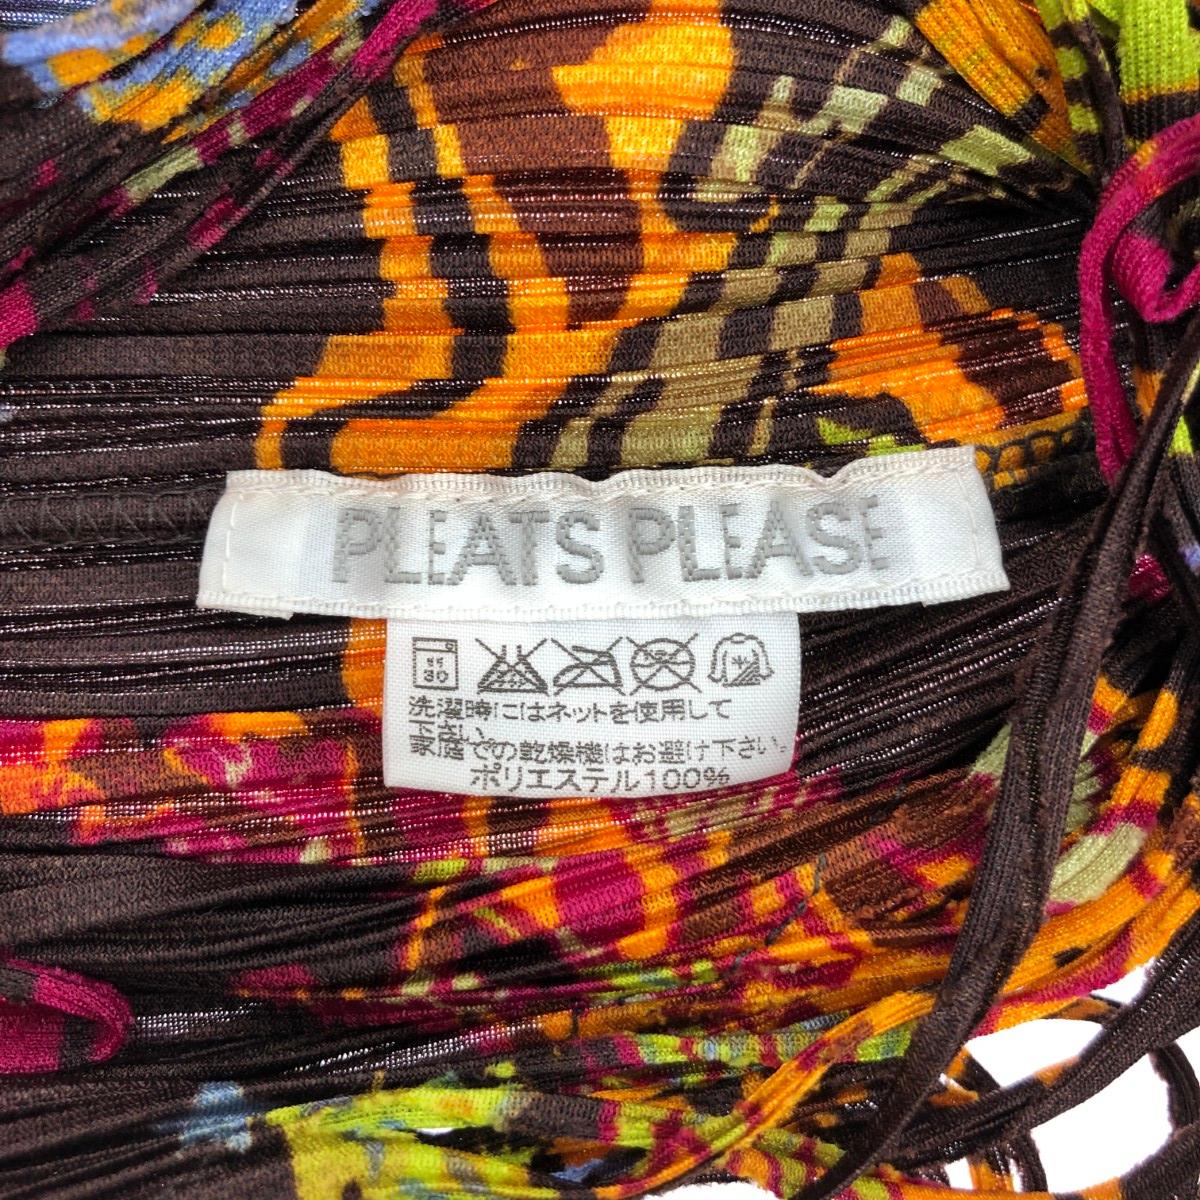 PLEATS PLEASE
30
洗濯時にはネットを使用して
下さい。
家庭での乾燥機はお避け下さい。
ポリエステル100%